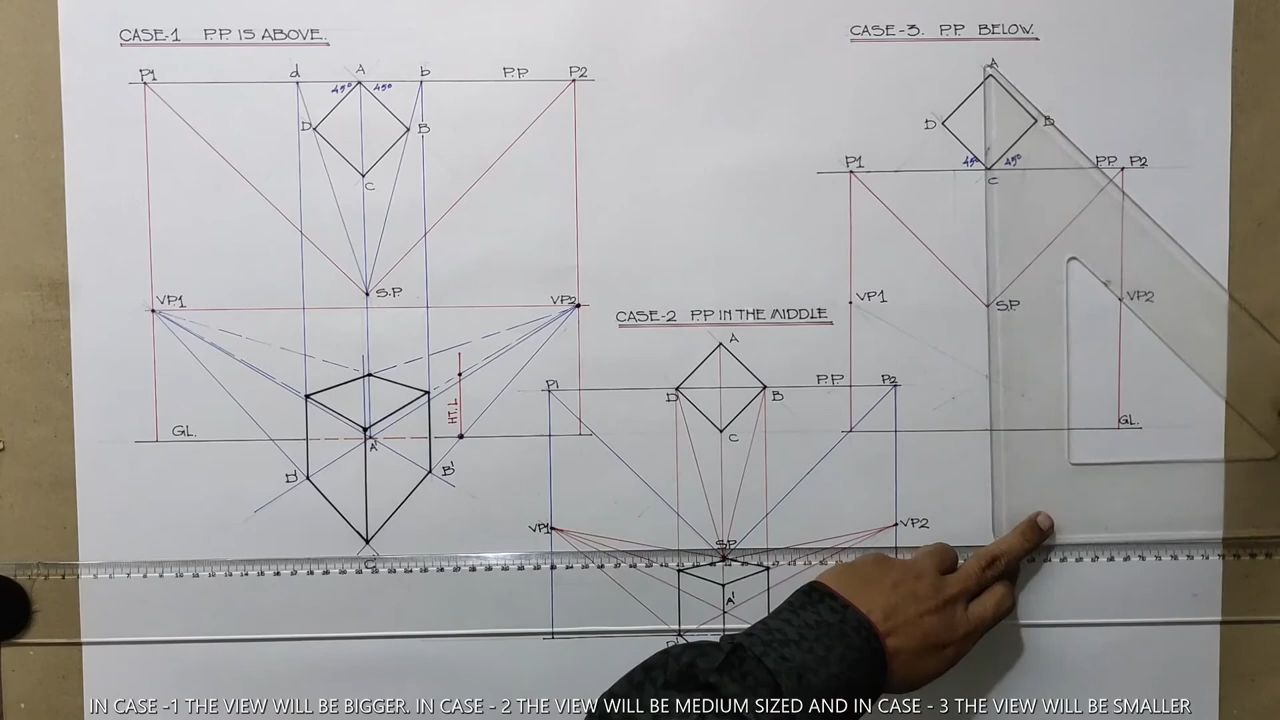 CASE-1 P.P. IS ABOVE.
P1 d A b P.P P2
45° 45°
D B
C
S.P.
VP1 VP2
HT. L
GL.
A'
D' B'
C'
CASE-2 P.P IN THE MIDDLE
A
P1 D B P.P. P2
C
VP1 VP2
S.P.
A'
CASE-3. P.P. BELOW.
A
D B
45° 45°
P1 C P.P. P2
VP1 S.P. VP2
GL.
IN CASE -1 THE VIEW WILL BE BIGGER. IN CASE - 2 THE VIEW WILL BE MEDIUM SIZED AND IN CASE - 3 THE VIEW WILL BE SMALLER